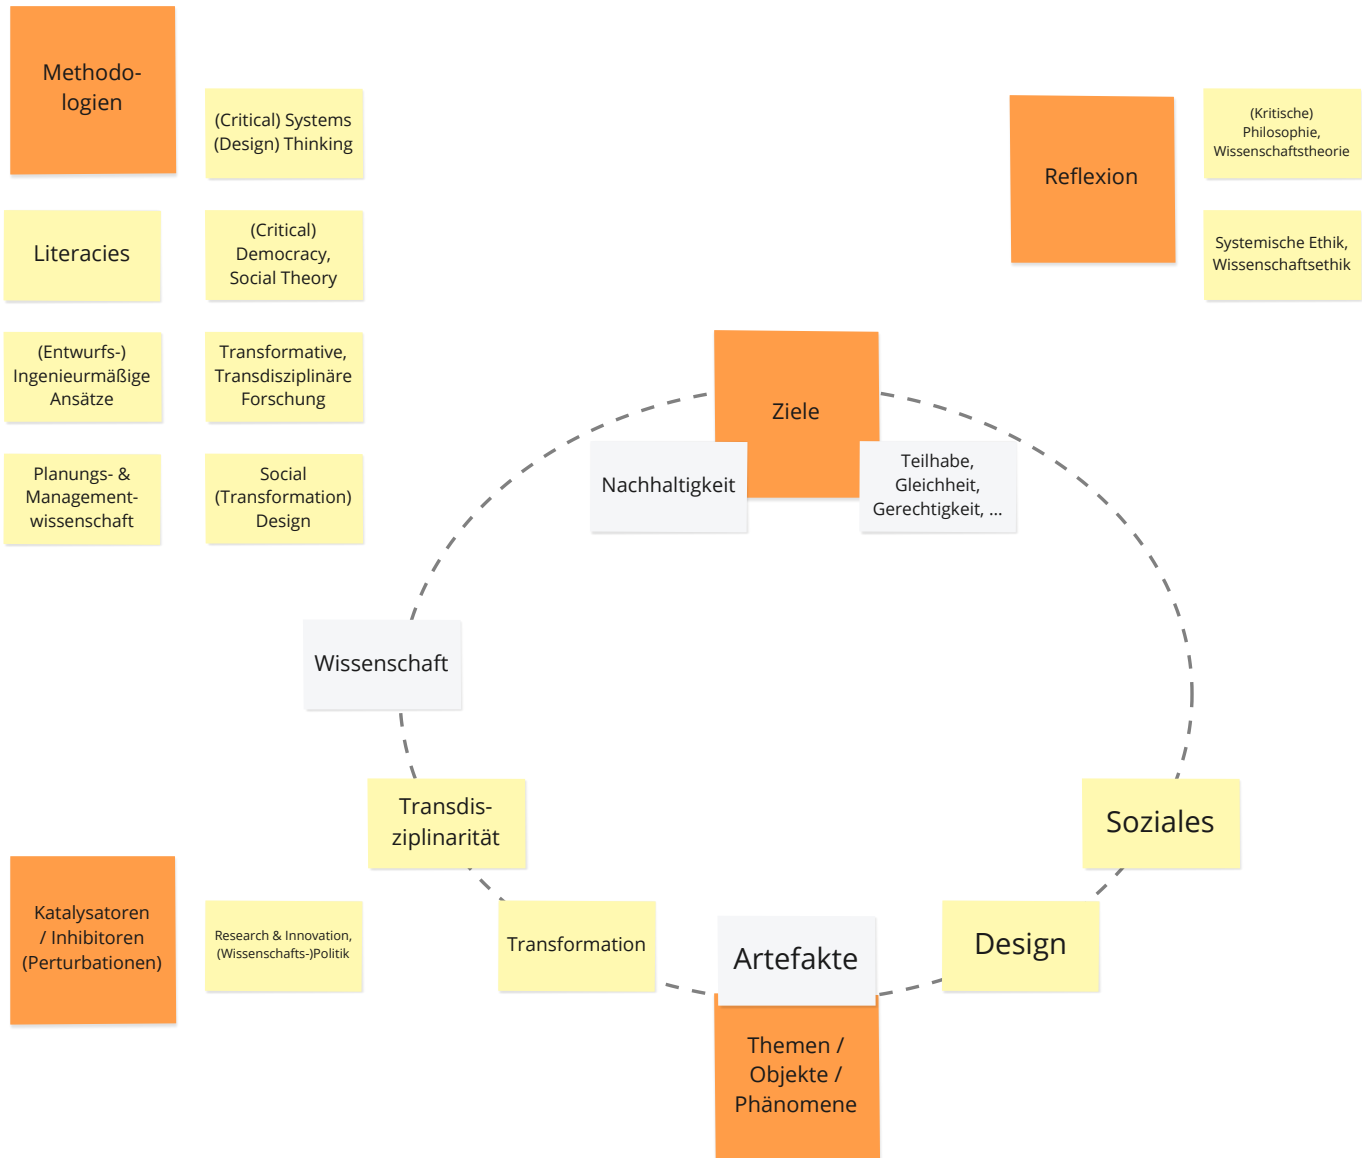 Methodo-
logien
(Critical) Systems
(Design) Thinking
Literacies
(Critical)
Democracy,
Social Theory
(Entwurfs-)
Ingenieurmäßige
Ansätze
Transformative,
Transdisziplinäre
Forschung
Planungs- &
Management-
wissenschaft
Social
(Transformation)
Design
Reflexion
(Kritische)
Philosophie,
Wissenschaftstheorie
Systemische Ethik,
Wissenschaftsethik
Ziele
Nachhaltigkeit
Teilhabe,
Gleichheit,
Gerechtigkeit, ...
Wissenschaft
Transdis-
ziplinarität
Transformation
Artefakte
Design
Soziales
Themen /
Objekte /
Phänomene
Katalysatoren
/ Inhibitoren
(Perturbationen)
Research & Innovation,
(Wissenschafts-)Politik